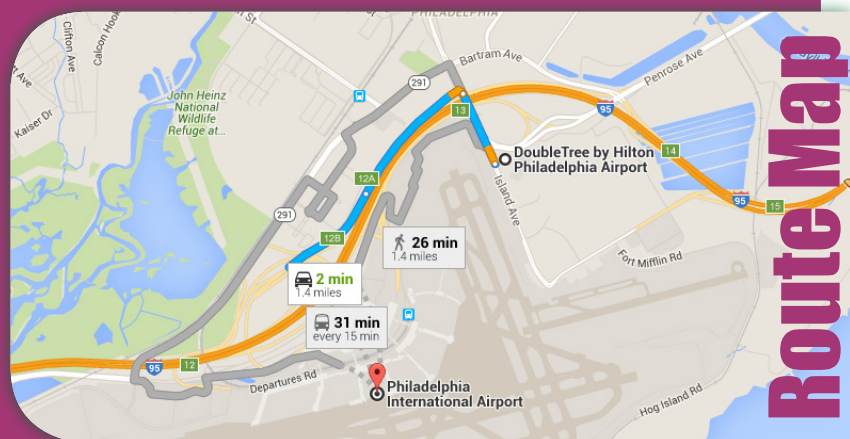 PHILADELPHIA
Clifton Ave
Calcon Hook
Bartram Ave
Penrose Ave
291
95
13
14
John Heinz
National
Wildlife
Refuge at...
Kaiser Dr
DoubleTree by Hilton
Philadelphia Airport
12A
Island Ave
95
15
291
12B
26 min
1.4 miles
Fort Mifflin Rd
2 min
1.4 miles
31 min
every 15 min
95
12
Departures Rd
Philadelphia
International Airport
Hog Island Rd
Route Map